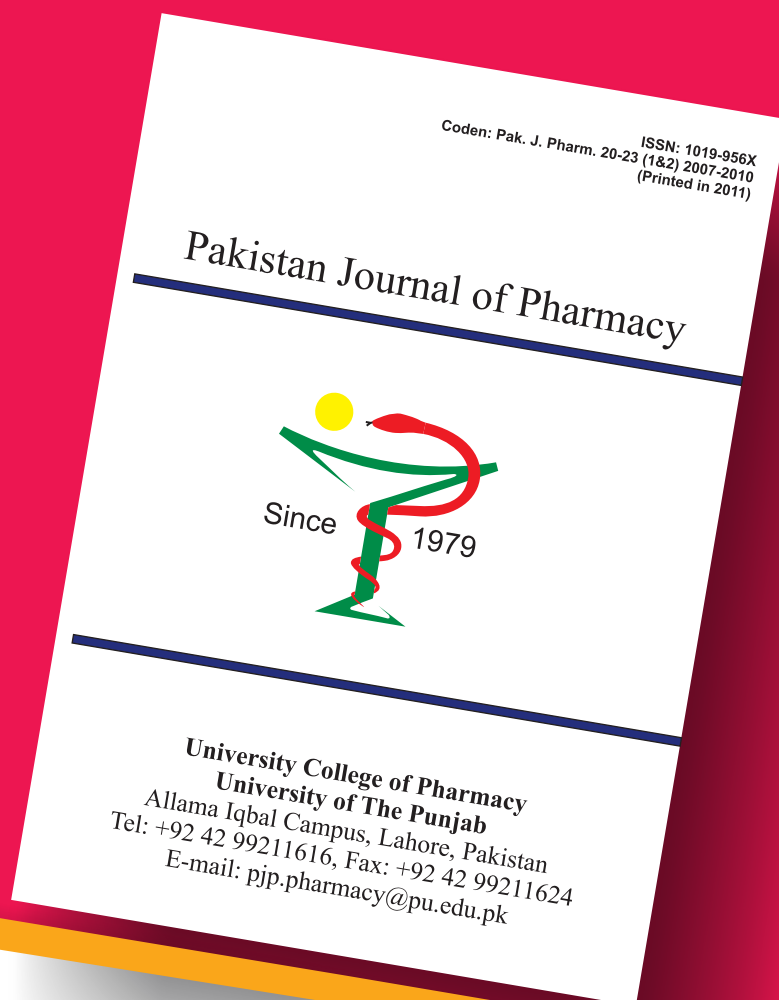 ISSN: 1019-956X
Coden: Pak. J. Pharm. 20-23 (1&2) 2007-2010
(Printed in 2011)
Pakistan Journal of Pharmacy
Since 1979
University College of Pharmacy
University of The Punjab
Allama Iqbal Campus, Lahore, Pakistan
Tel: +92 42 99211616, Fax: +92 42 99211624
E-mail: pjp.pharmacy@pu.edu.pk